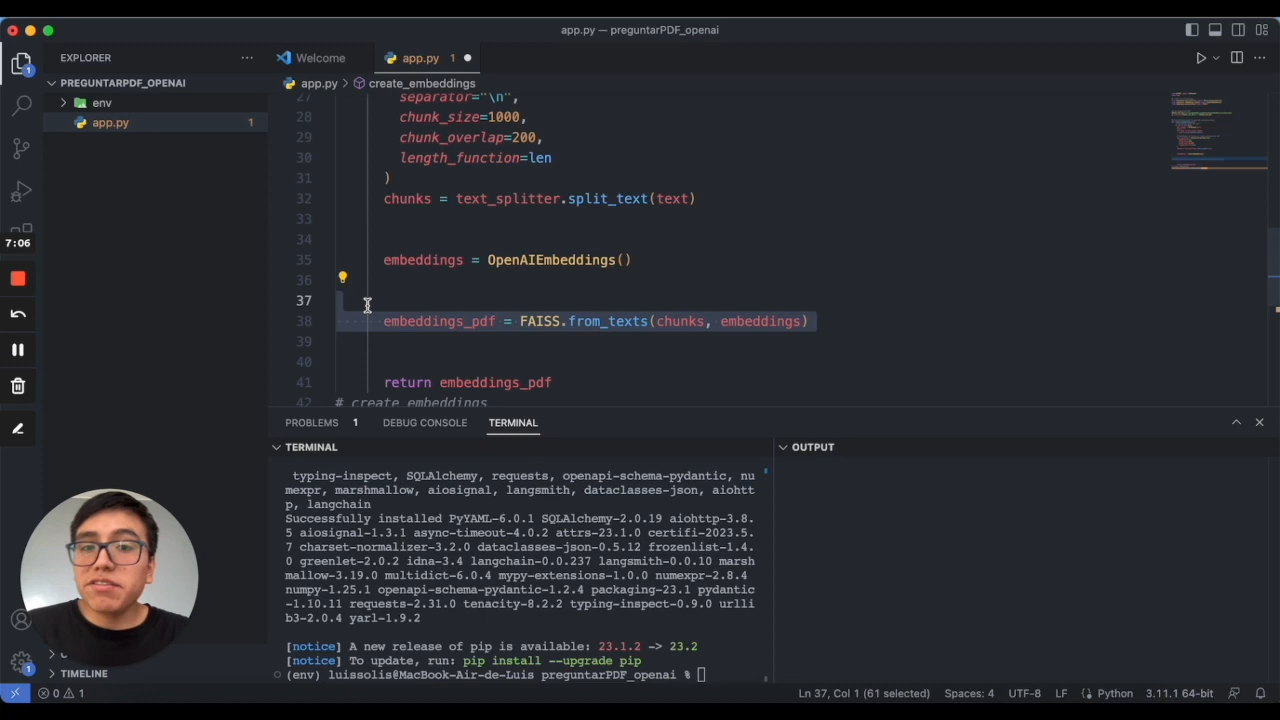 app.py — preguntarPDF_openai
EXPLORER
Welcome
app.py 1
PREGUNTARPDF_OPENAI
env
app.py 1
app.py > create_embeddings
27 separator="\n",
28 chunk_size=1000,
29 chunk_overlap=200,
30 length_function=len
31 )
32 chunks = text_splitter.split_text(text)
33
34
35 embeddings = OpenAIEmbeddings()
36
37
38 embeddings_pdf = FAISS.from_texts(chunks, embeddings)
39
40
41 return embeddings_pdf
42 # create embeddings
1
7:06
PROBLEMS 1 DEBUG CONSOLE TERMINAL
TERMINAL
OUTPUT
typing-inspect, SQLAlchemy, requests, openapi-schema-pydantic, nu
mexpr, marshmallow, aiosignal, langsmith, dataclasses-json, aiohtt
p, langchain
Successfully installed PyYAML-6.0.1 SQLAlchemy-2.0.19 aiohttp-3.8.
5 aiosignal-1.3.1 async-timeout-4.0.2 attrs-23.1.0 certifi-2023.5.
7 charset-normalizer-3.2.0 dataclasses-json-0.5.12 frozenlist-1.4.
0 greenlet-2.0.2 idna-3.4 langchain-0.0.237 langsmith-0.0.10 marsh
mallow-3.19.0 multidict-6.0.4 mypy-extensions-1.0.0 numexpr-2.8.4
numpy-1.25.1 openapi-schema-pydantic-1.2.4 packaging-23.1 pydantic
-1.10.11 requests-2.31.0 tenacity-8.2.2 typing-inspect-0.9.0 urlli
b3-2.0.4 yarl-1.9.2
[notice] A new release of pip is available: 23.1.2 -> 23.2
[notice] To update, run: pip install --upgrade pip
(env) luissolis@MacBook-Air-de-Luis preguntarPDF_openai %
TIMELINE
1
0 1
Ln 37, Col 1 (61 selected)
Spaces: 4
UTF-8
LF
Python
3.11.1 64-bit